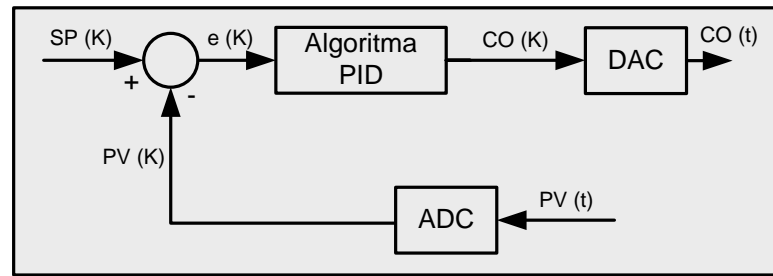 SP (K)
e (K)
Algoritma
PID
CO (K)
DAC
CO (t)
+
-
PV (K)
ADC
PV (t)